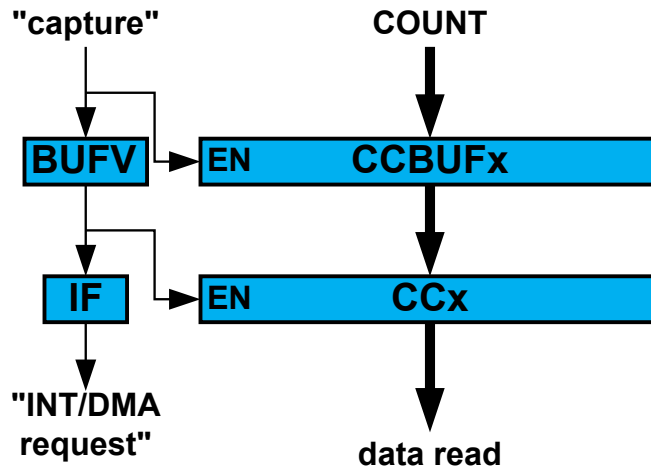 "capture"
COUNT
BUFV
EN
CCBUFx
IF
EN
CCx
"INT/DMA
request"
data read